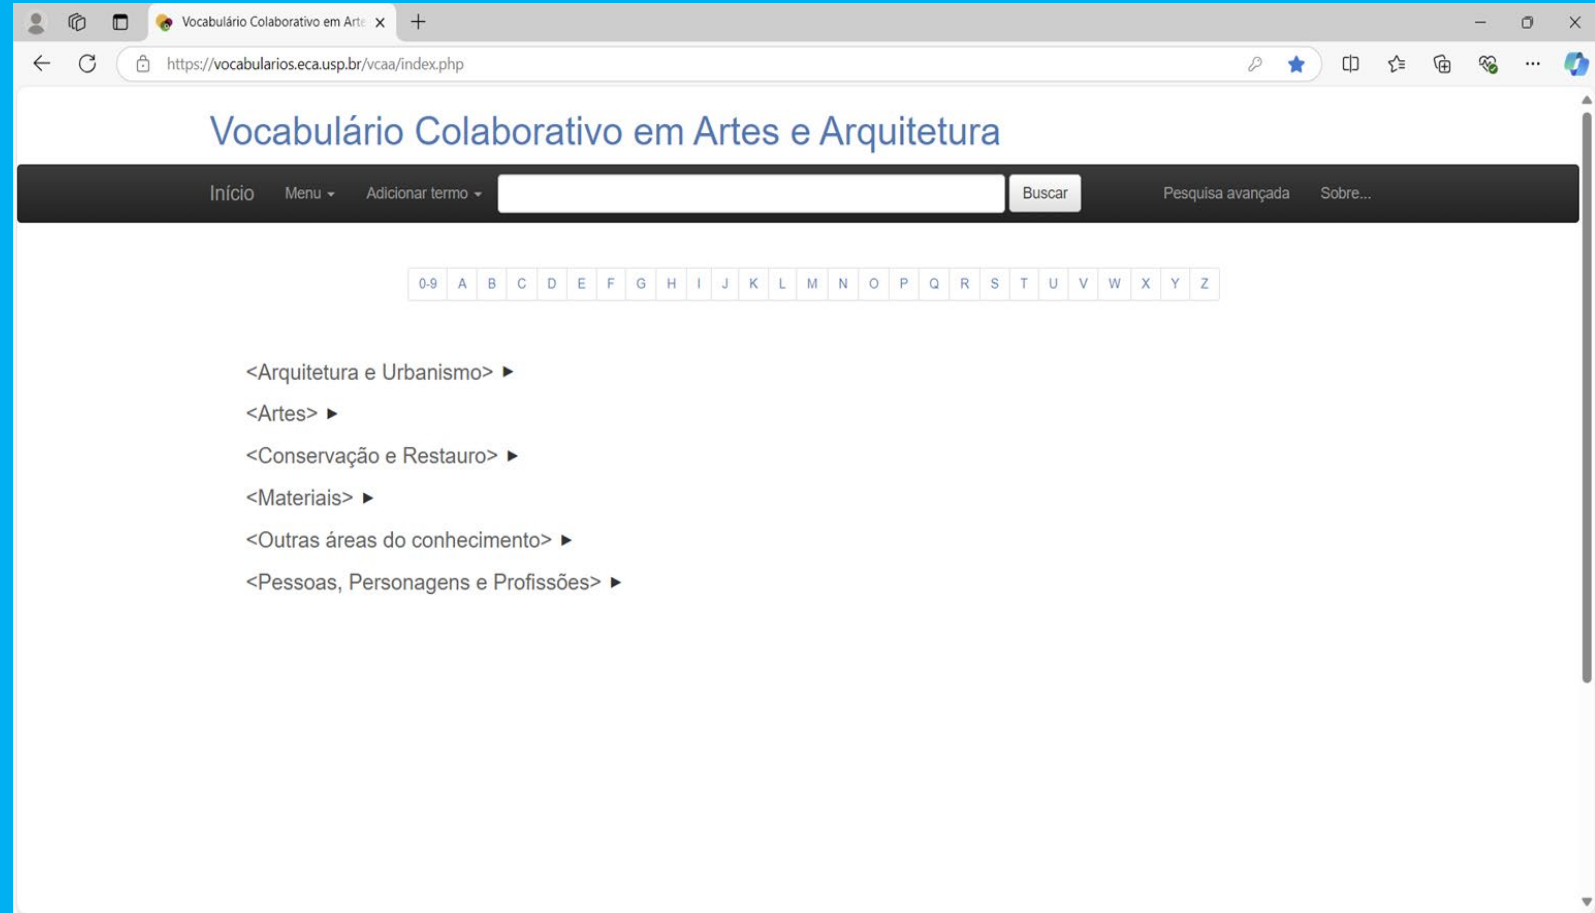 Vocabulário Colaborativo em Arte
https://vocabularios.eca.usp.br/vcaa/index.php
Vocabulário Colaborativo em Artes e Arquitetura
Início Menu Adicionar termo Buscar Pesquisa avançada Sobre...
0-9 A B C D E F G H I J K L M N O P Q R S T U V W X Y Z
<Arquitetura e Urbanismo>
<Artes>
<Conservação e Restauro>
<Materiais>
<Outras áreas do conhecimento>
<Pessoas, Personagens e Profissões>